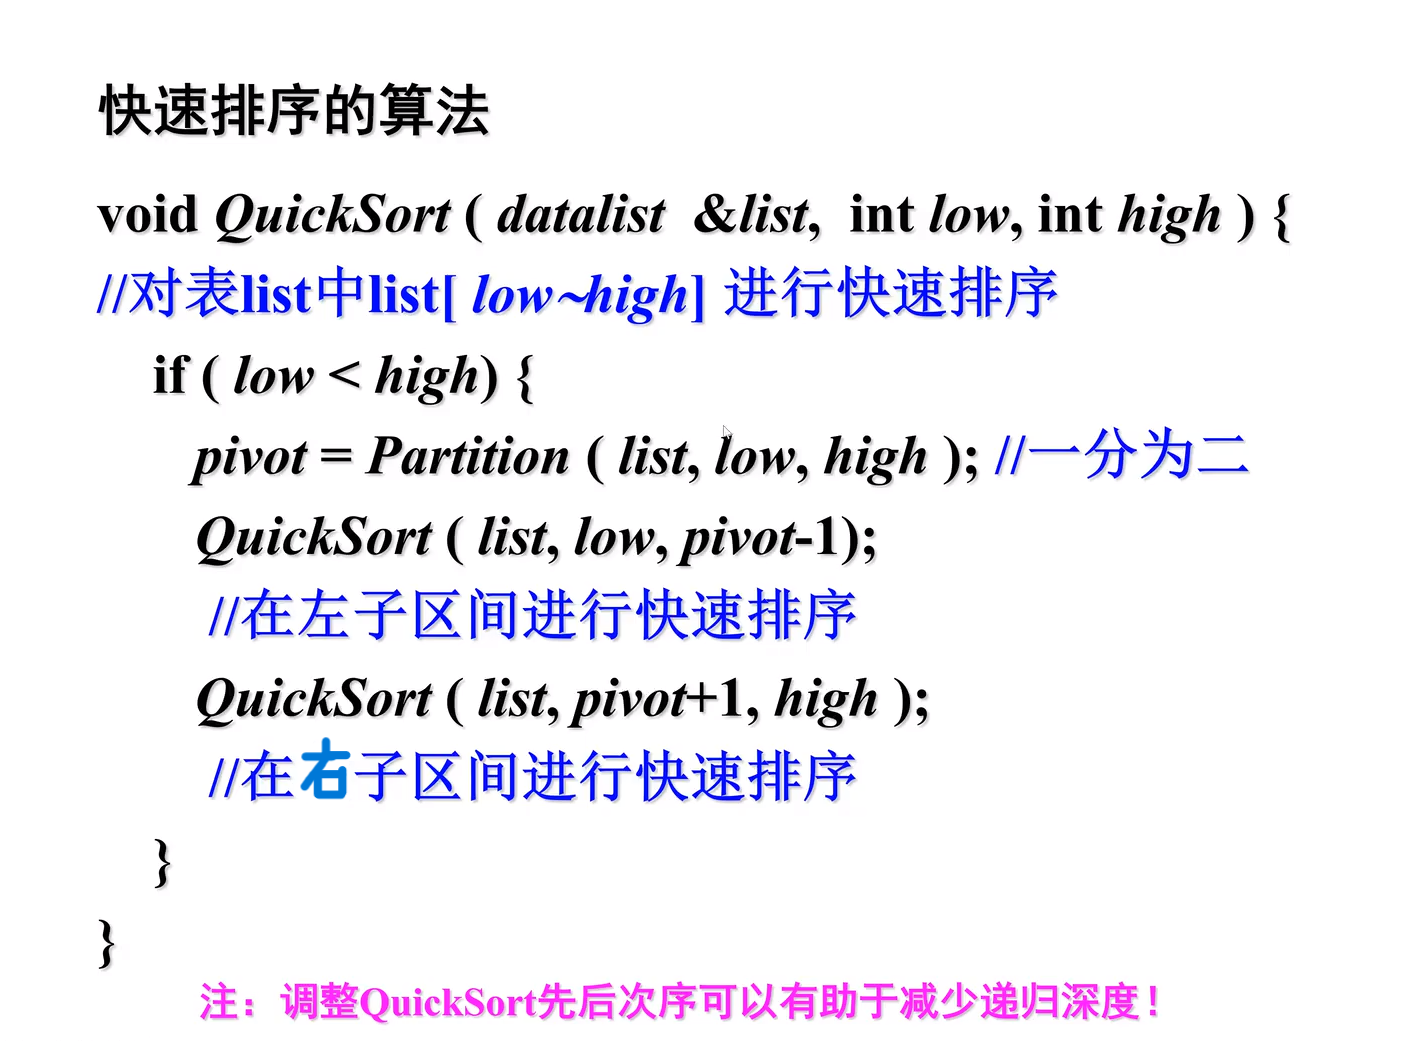 快速排序的算法
void QuickSort ( datalist &list, int low, int high ) {
//对表list中list[ low~high] 进行快速排序
if ( low < high) {
pivot = Partition ( list, low, high ); //一分为二
QuickSort ( list, low, pivot-1);
//在左子区间进行快速排序
QuickSort ( list, pivot+1, high );
//在右子区间进行快速排序
}
}
注：调整QuickSort先后次序可以有助于减少递归深度！